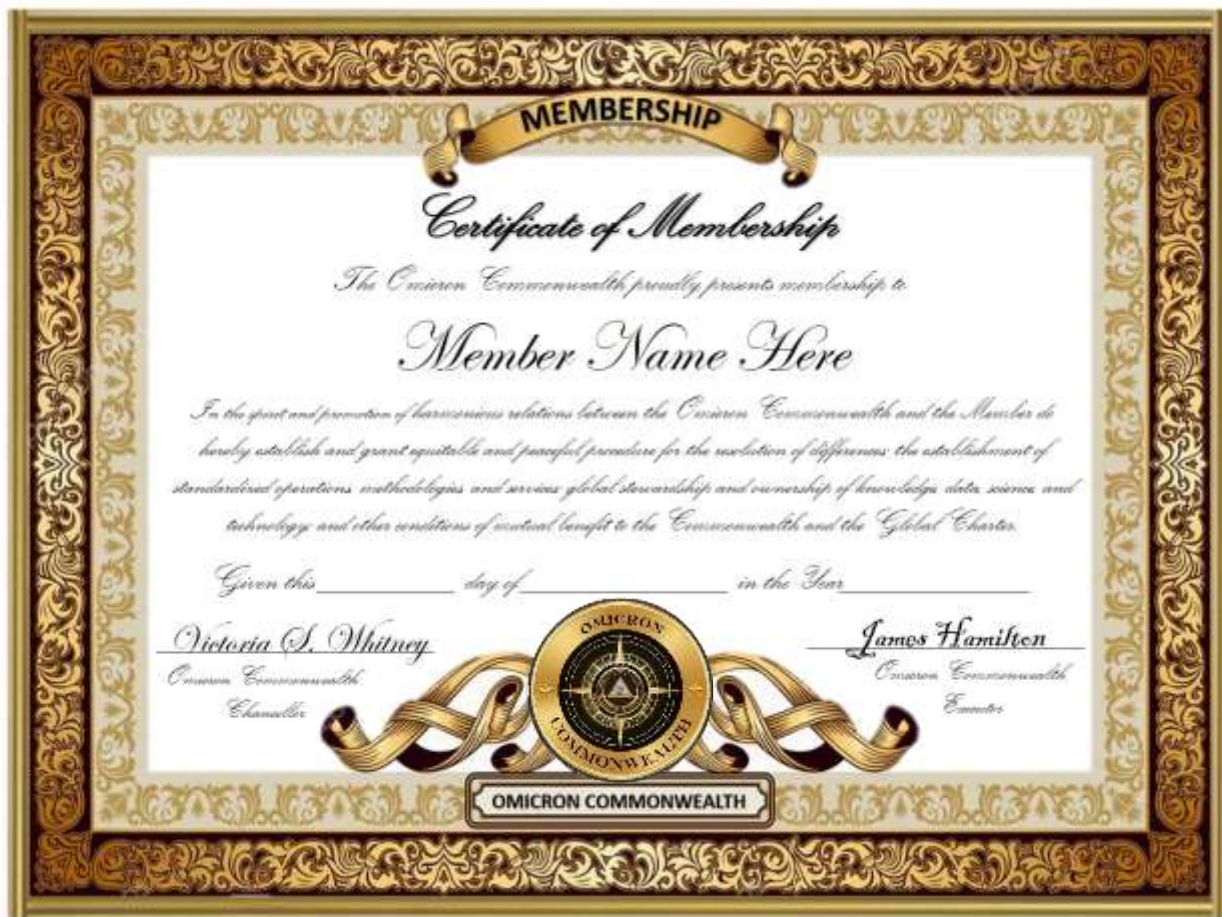 MEMBERSHIP
Certificate of Membership
The Omicron Commonwealth proudly presents membership to
Member Name Here
In the spirit and promotion of harmonious relations between the Omicron Commonwealth and the Member do
hereby establish and grant equitable and peaceful procedure for the resolution of differences the establishment of
standardized operations methodologies and services global stewardship and ownership of knowledge data science and
technology and other conditions of mutual benefit to the Commonwealth and the Global Charter.
Given this day of in the Year
Victoria S. Whitney
Omicron Commonwealth
Chancellor
James Hamilton
Omicron Commonwealth
Executor
OMICRON
COMMONWEALTH
OMICRON COMMONWEALTH